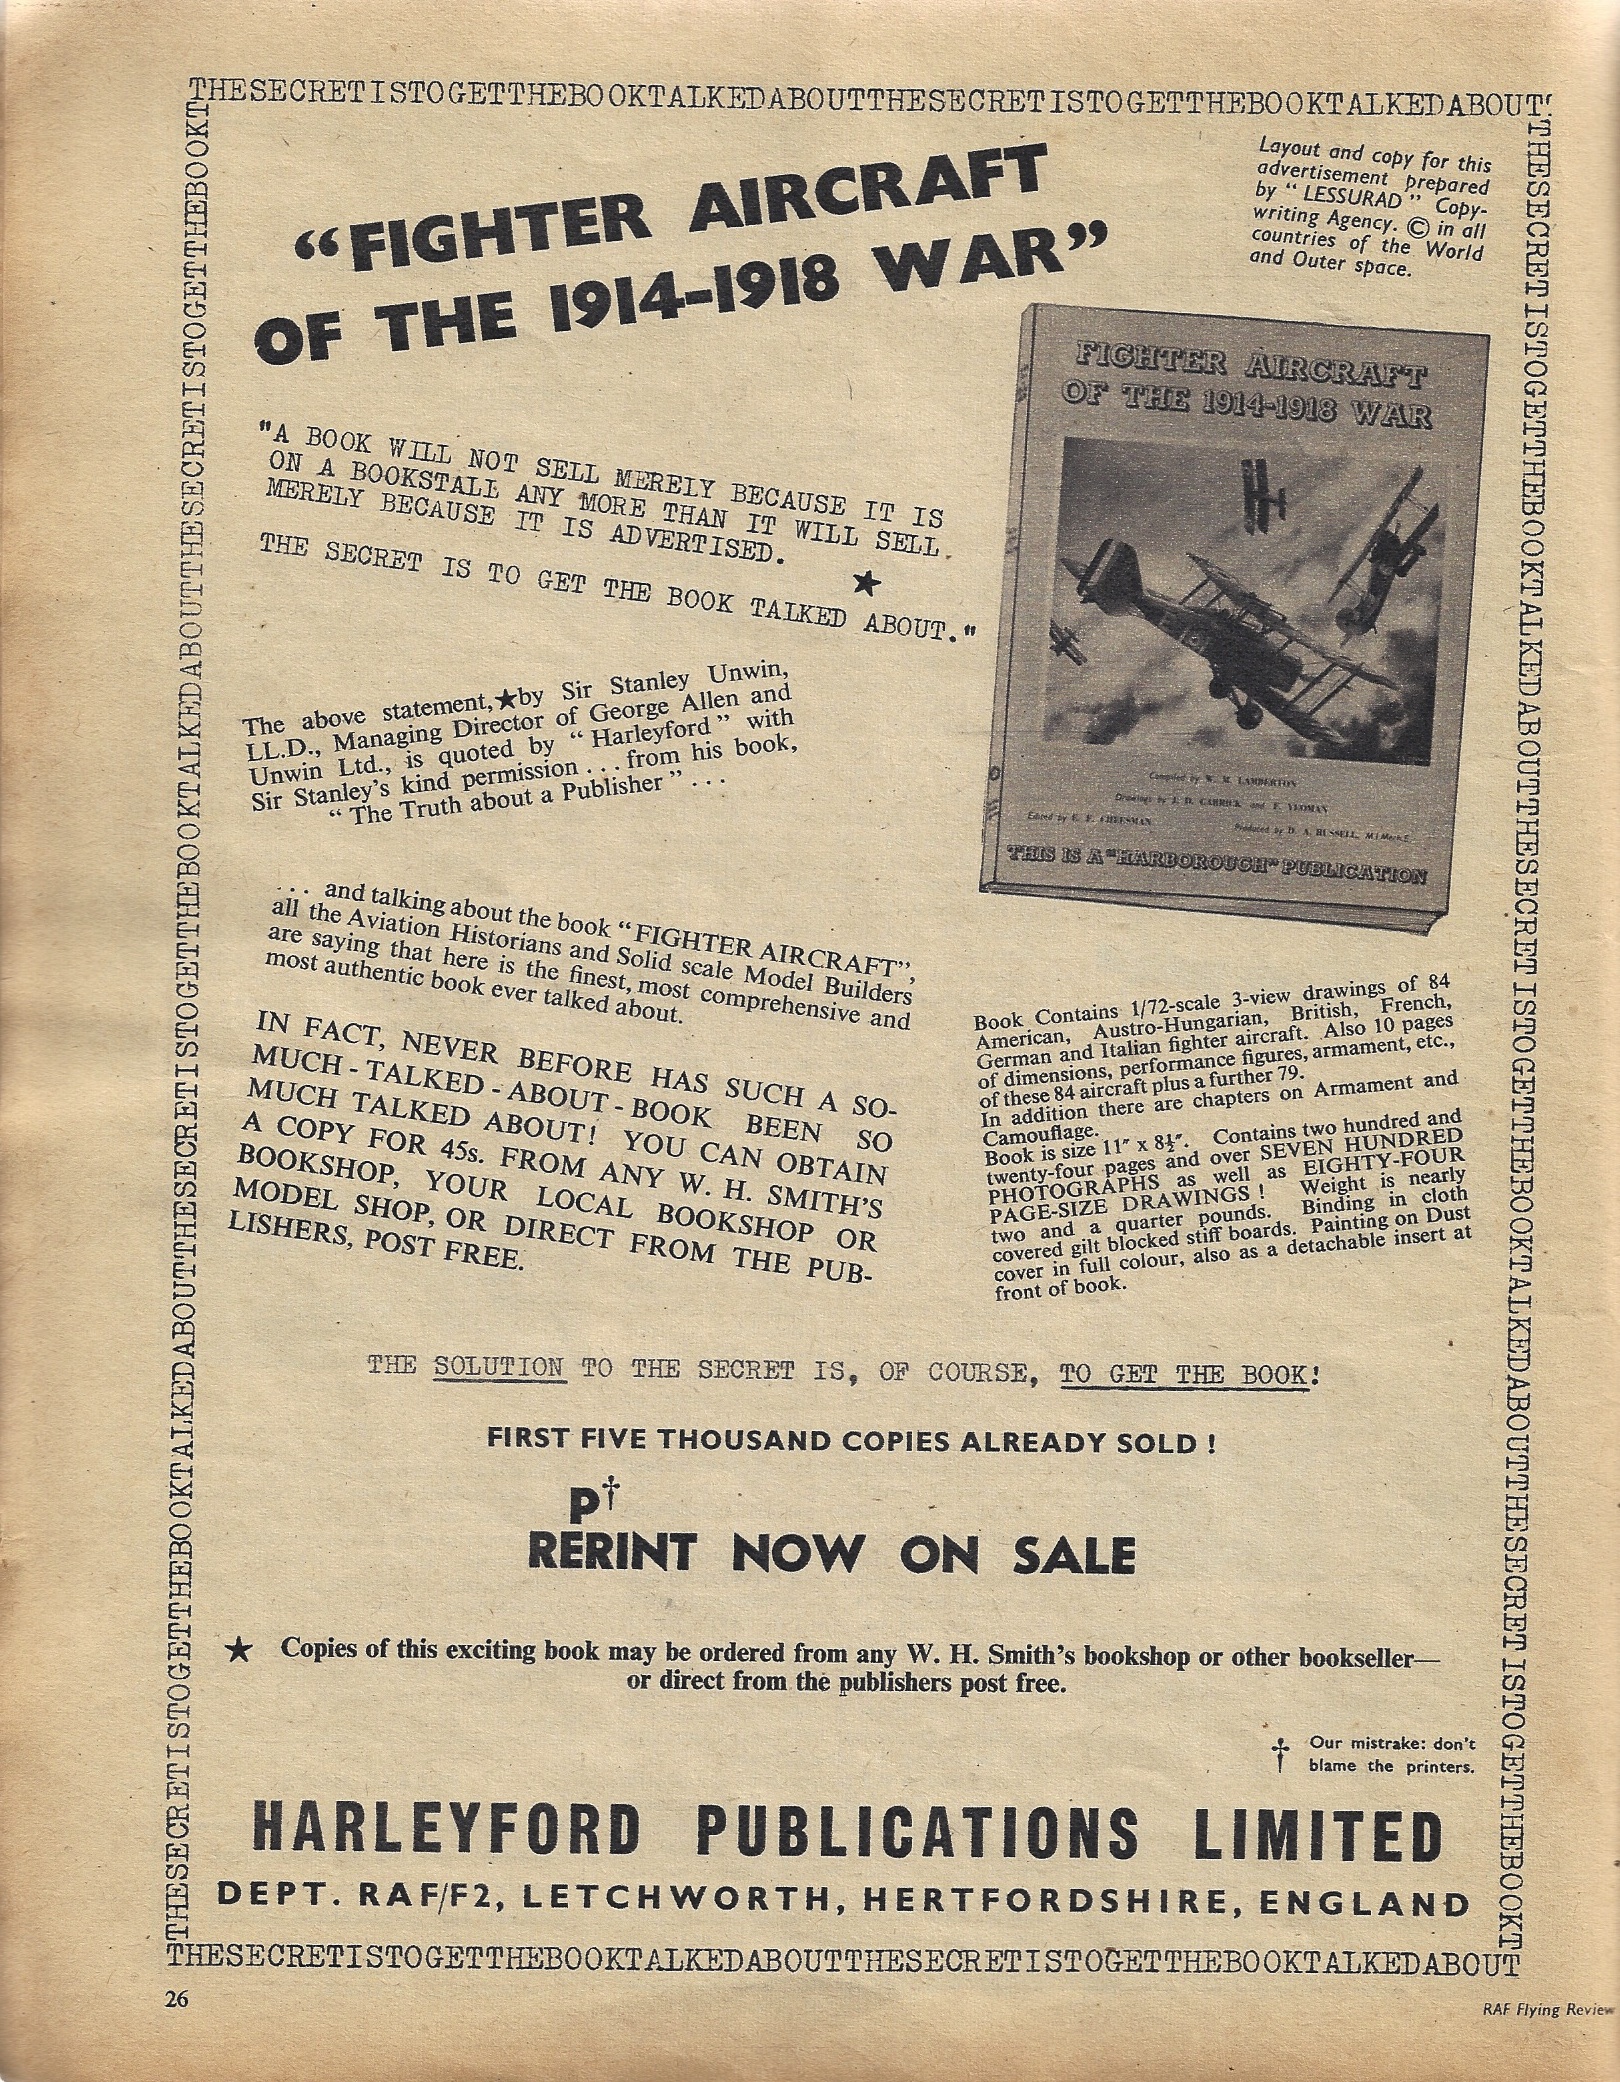 THESECRETISTOGETTHEBOOKTALKEDABOUTTHESECRETISTOGETTHEBOOKTALKEDABOUT!
THESECRETISTOGETTHEBOOKTALKEDABOUTTHESECRETISTOGETTHEBOOKTALKEDABOUTTHESECRETISTOGETTHEBOOKT
THESECRETISTOGETTHEBOOKTALKEDABOUTTHESECRETISTOGETTHEBOOKTALKEDABOUTTHESECRETISTOGETTHEBOOKT
Layout and copy for this
advertisement prepared
by “ LESSURAD ” Copy-
writing Agency. © in all
countries of the World
and Outer space.
“FIGHTER AIRCRAFT
OF THE 1914-1918 WAR”
FIGHTER AIRCRAFT
OF THE 1914-1918 WAR
Compiled by W. M. LAMBERTON
Drawings by J. D. CARRICK and F. YEOMAN
Edited by E. F. CHEESMAN
Produced by D. A. RUSSELL, M.I.Mech.E.
THIS IS A "HARBOROUGH" PUBLICATION
"A BOOK WILL NOT SELL MERELY BECAUSE IT IS
ON A BOOKSTALL ANY MORE THAN IT WILL SELL
MERELY BECAUSE IT IS ADVERTISED.
★
THE SECRET IS TO GET THE BOOK TALKED ABOUT."
The above statement,★by Sir Stanley Unwin,
LL.D., Managing Director of George Allen and
Unwin Ltd., is quoted by “ Harleyford ” with
Sir Stanley’s kind permission . . . from his book,
“ The Truth about a Publisher ” . . .
. . . and talking about the book “FIGHTER AIRCRAFT”,
all the Aviation Historians and Solid scale Model Builders
are saying that here is the finest, most comprehensive and
most authentic book ever talked about.
IN FACT, NEVER BEFORE HAS SUCH A SO-
MUCH - TALKED - ABOUT - BOOK BEEN SO
MUCH TALKED ABOUT! YOU CAN OBTAIN
A COPY FOR 45s. FROM ANY W. H. SMITH’S
BOOKSHOP, YOUR LOCAL BOOKSHOP OR
MODEL SHOP, OR DIRECT FROM THE PUB-
LISHERS, POST FREE.
Book Contains 1/72-scale 3-view drawings of 84
American, Austro-Hungarian, British, French,
German and Italian fighter aircraft. Also 10 pages
of dimensions, performance figures, armament, etc.,
of these 84 aircraft plus a further 79.
In addition there are chapters on Armament and
Camouflage.
Book is size 11″ x 8½″. Contains two hundred and
twenty-four pages and over SEVEN HUNDRED
PHOTOGRAPHS as well as EIGHTY-FOUR
PAGE-SIZE DRAWINGS ! Weight is nearly
two and a quarter pounds. Binding in cloth
covered gilt blocked stiff boards. Painting on Dust
cover in full colour, also as a detachable insert at
front of book.
THE SOLUTION TO THE SECRET IS, OF COURSE, TO GET THE BOOK!
FIRST FIVE THOUSAND COPIES ALREADY SOLD !
P†
RERINT NOW ON SALE
★ Copies of this exciting book may be ordered from any W. H. Smith’s bookshop or other bookseller—
or direct from the publishers post free.
† Our mistrake: don’t
blame the printers.
HARLEYFORD PUBLICATIONS LIMITED
DEPT. RAF/F2, LETCHWORTH, HERTFORDSHIRE, ENGLAND
THESECRETISTOGETTHEBOOKTALKEDABOUTTHESECRETISTOGETTHEBOOKTALKEDABOUT
26
RAF Flying Review